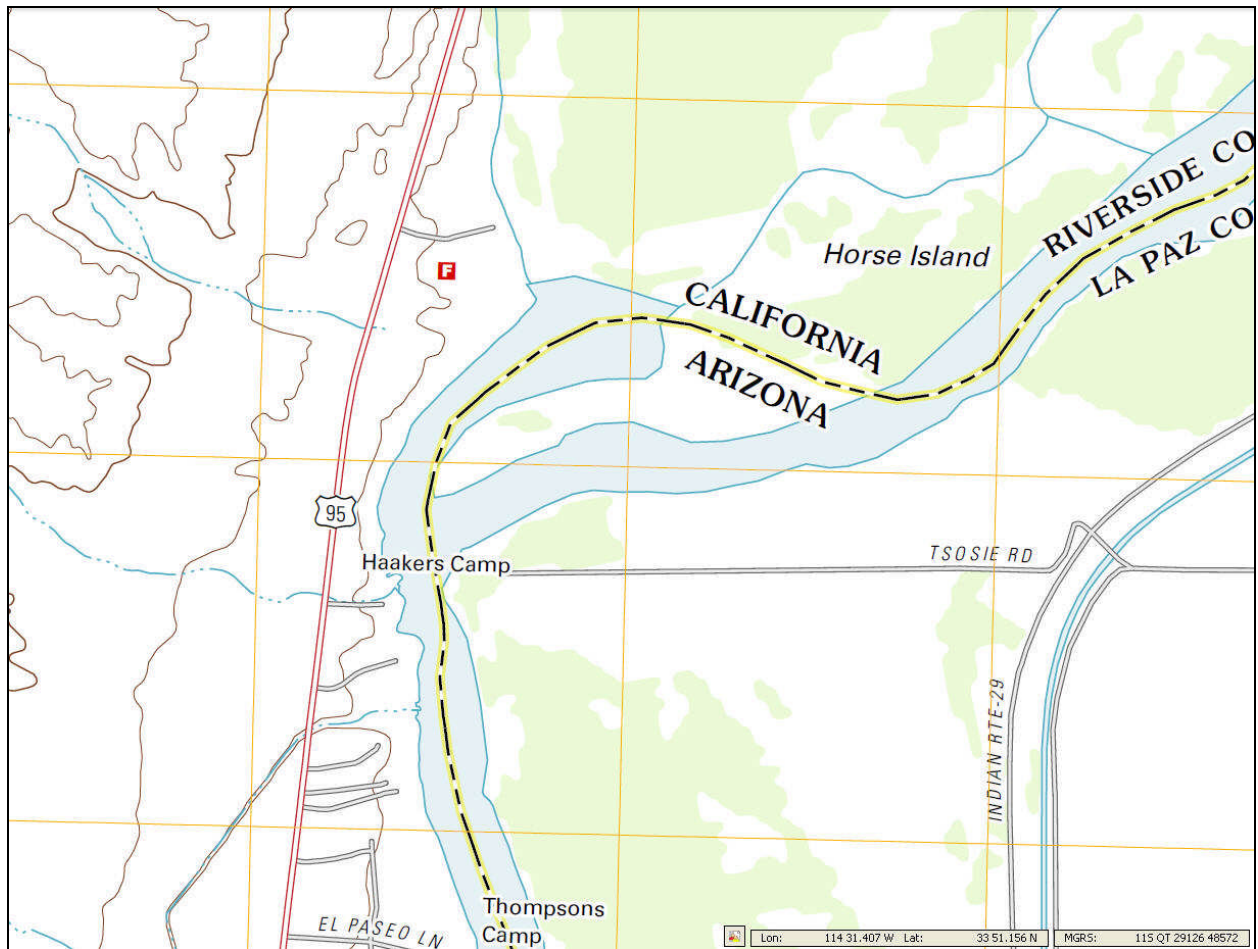 RIVERSIDE CO
LA PAZ CO
Horse Island
F
CALIFORNIA
ARIZONA
95
Haakers Camp
TSOSIE RD
INDIAN RTE-29
Thompsons
Camp
EL PASEO LN
Lon: 114 31.407 W Lat: 33 51.156 N MGRS: 11S QT 29126 48572